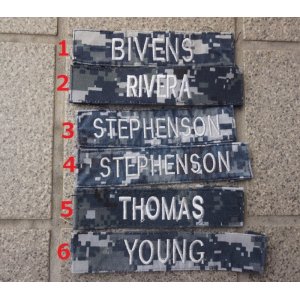 1 BIVENS
2 RIVERA
3 STEPHENSON
4 STEPHENSON
5 THOMAS
6 YOUNG